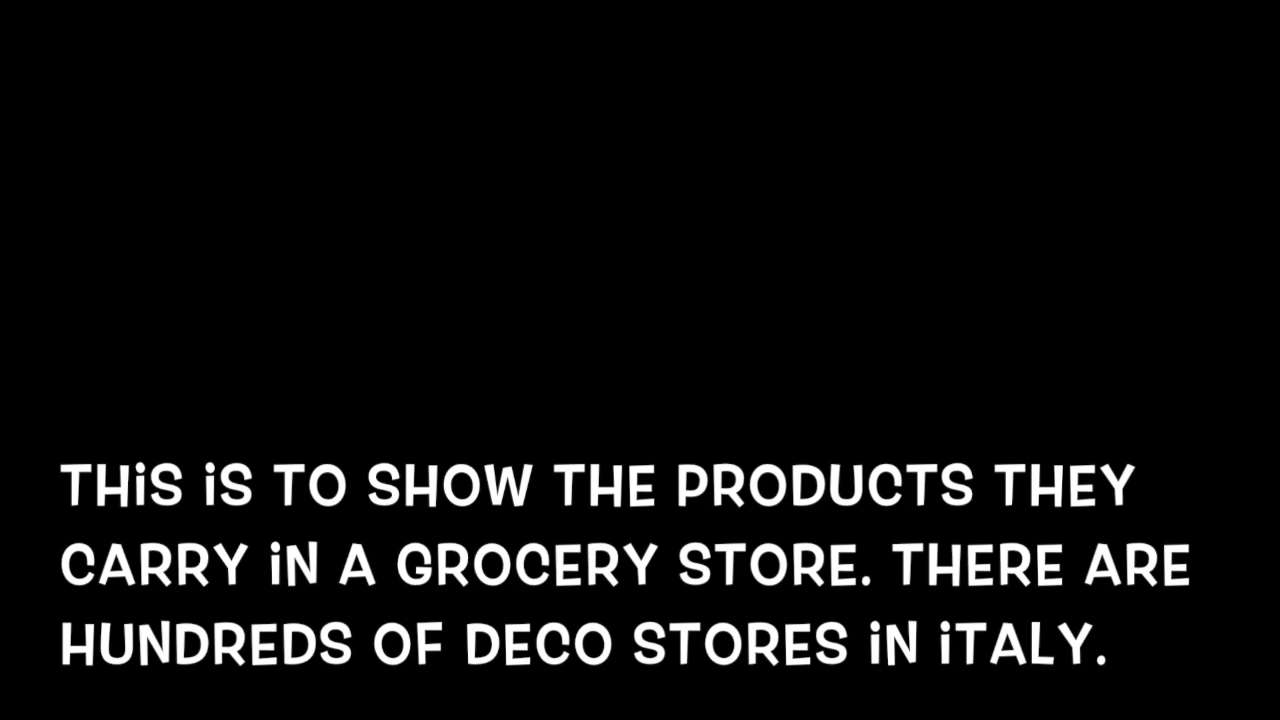 THiS iS TO SHOW THE PRODUCTS THEY
CARRY iN A GROCERY STORE. THERE ARE
HUNDREDS OF DECO STORES iN iTALY.